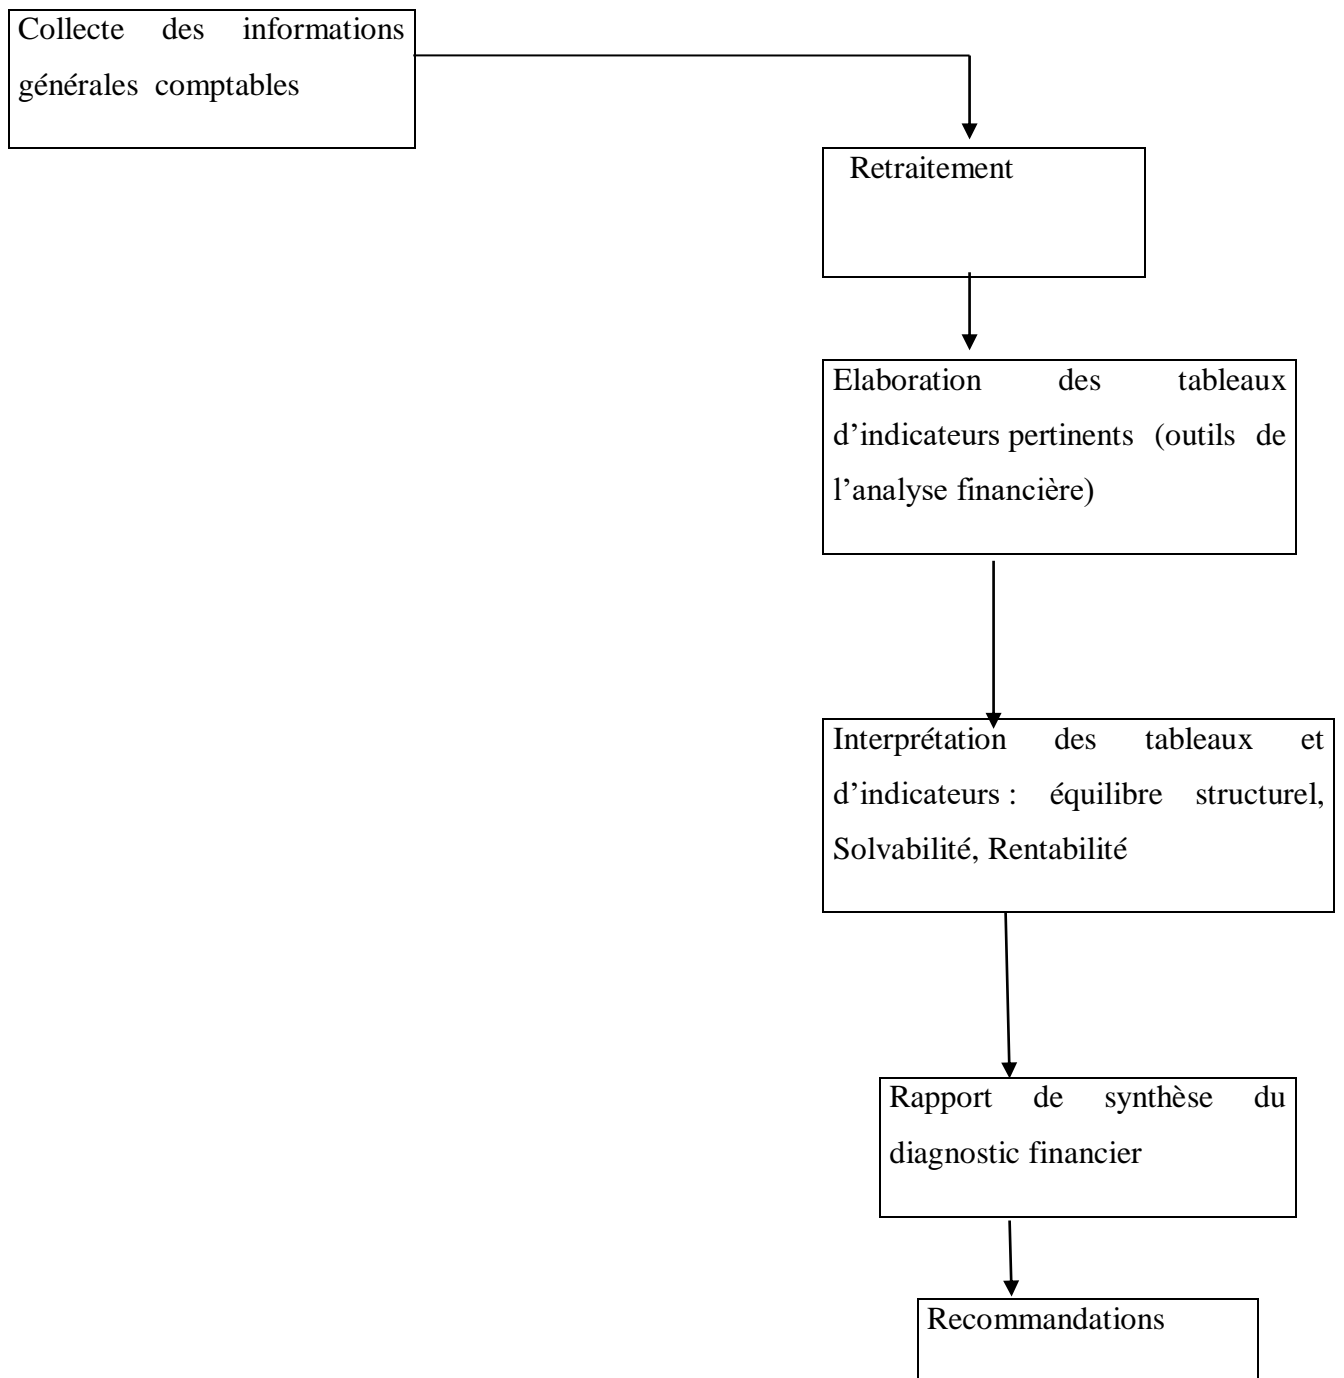 Collecte des informations
générales comptables
Retraitement
Elaboration des tableaux
d’indicateurs pertinents (outils de
l’analyse financière)
Interprétation des tableaux et
d’indicateurs : équilibre structurel,
Solvabilité, Rentabilité
Rapport de synthèse du
diagnostic financier
Recommandations